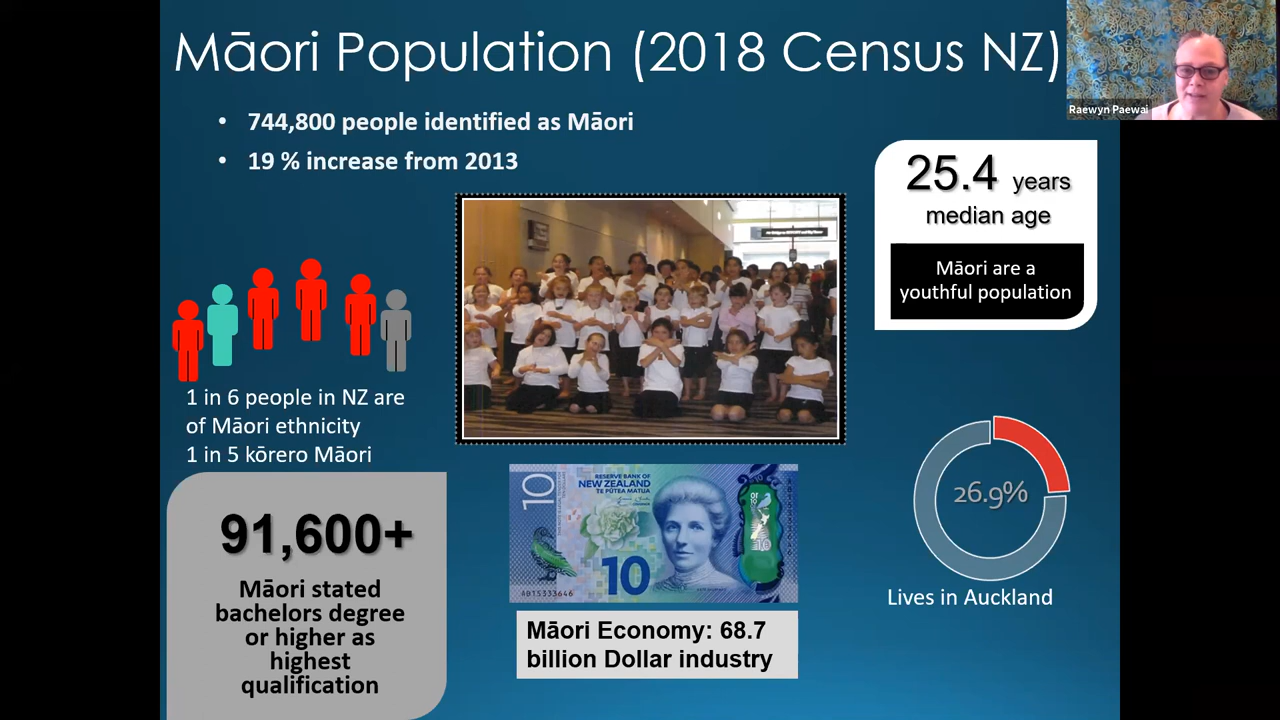 Māori Population (2018 Census NZ)
Raewyn Paewai
• 744,800 people identified as Māori
• 19 % increase from 2013
25.4 years
median age
Māori are a
youthful population
1 in 6 people in NZ are
of Māori ethnicity
1 in 5 kōrero Māori
91,600+
Māori stated
bachelors degree
or higher as
highest
qualification
10
RESERVE BANK OF
NEW ZEALAND
TE PŪTEA MATUA
10
AD15333646
Māori Economy: 68.7
billion Dollar industry
26.9%
Lives in Auckland